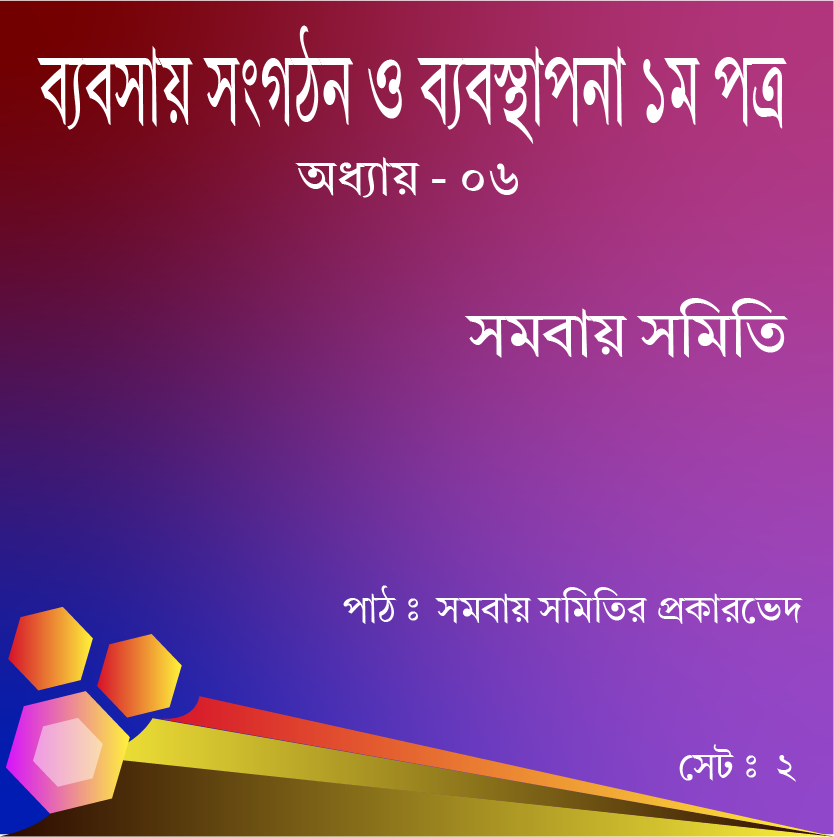 ব্যবসায় সংগঠন ও ব্যবস্থাপনা ১ম পত্র
অধ্যায় - ০৬
সমবায় সমিতি
পাঠ ঃ সমবায় সমিতির প্রকারভেদ
সেট ঃ ২